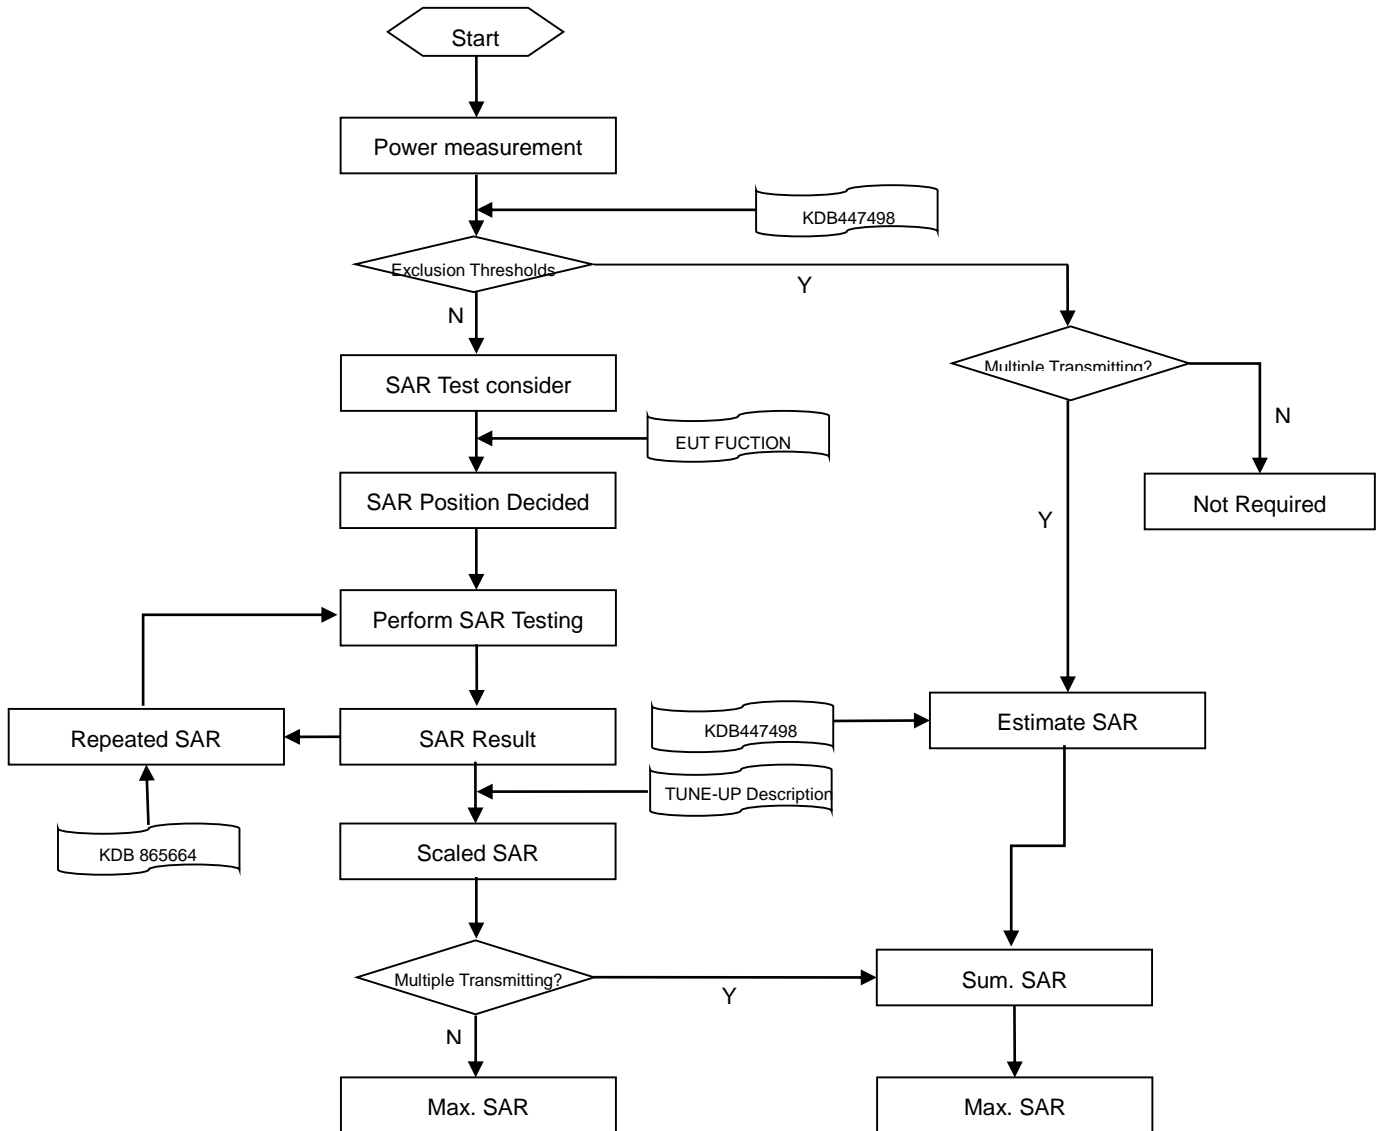 Start
Power measurement
KDB447498
Exclusion Thresholds
Y
N
Multiple Transmitting?
SAR Test consider
N
EUT FUCTION
SAR Position Decided
Not Required
Y
Perform SAR Testing
Repeated SAR
SAR Result
KDB447498
Estimate SAR
TUNE-UP Description
KDB 865664
Scaled SAR
Multiple Transmitting?
Y
Sum. SAR
N
Max. SAR
Max. SAR